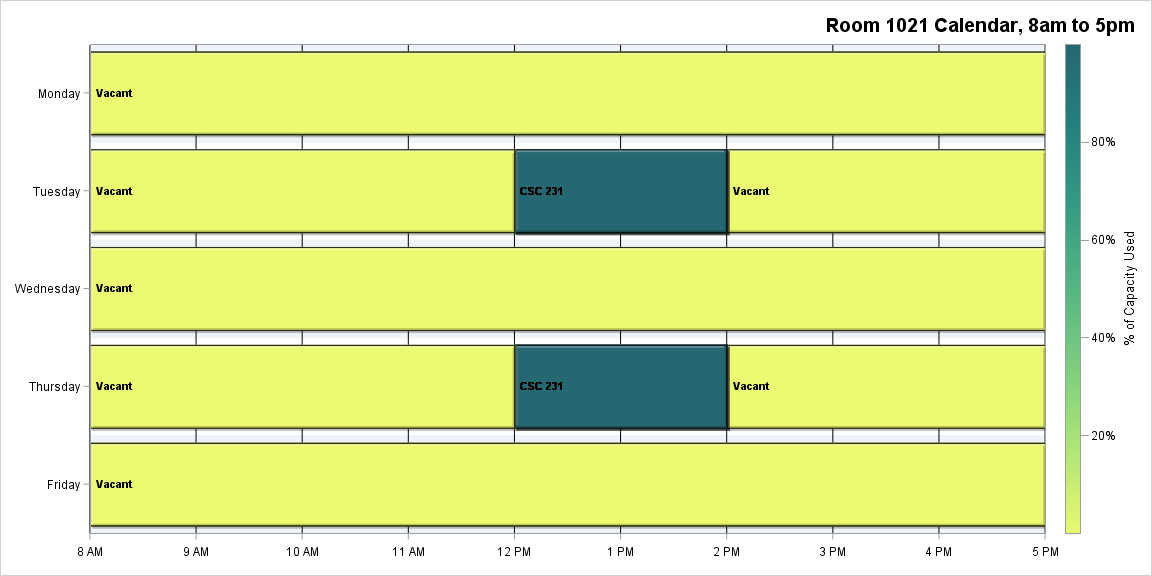 Room 1021 Calendar, 8am to 5pm
Monday
Vacant
80%
Tuesday
Vacant
CSC 231
Vacant
60%
% of Capacity Used
Wednesday
Vacant
40%
Thursday
Vacant
CSC 231
Vacant
20%
Friday
Vacant
8 AM
9 AM
10 AM
11 AM
12 PM
1 PM
2 PM
3 PM
4 PM
5 PM